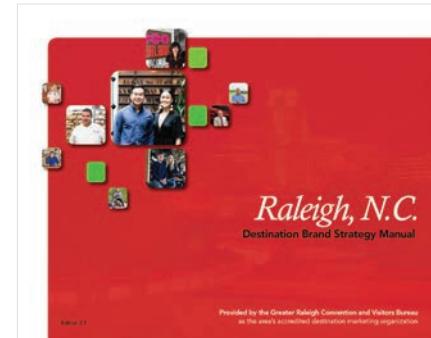 Raleigh, N.C.
Destination Brand Strategy Manual
Provided by the Greater Raleigh Convention and Visitors Bureau
as the area's accredited destination marketing organization